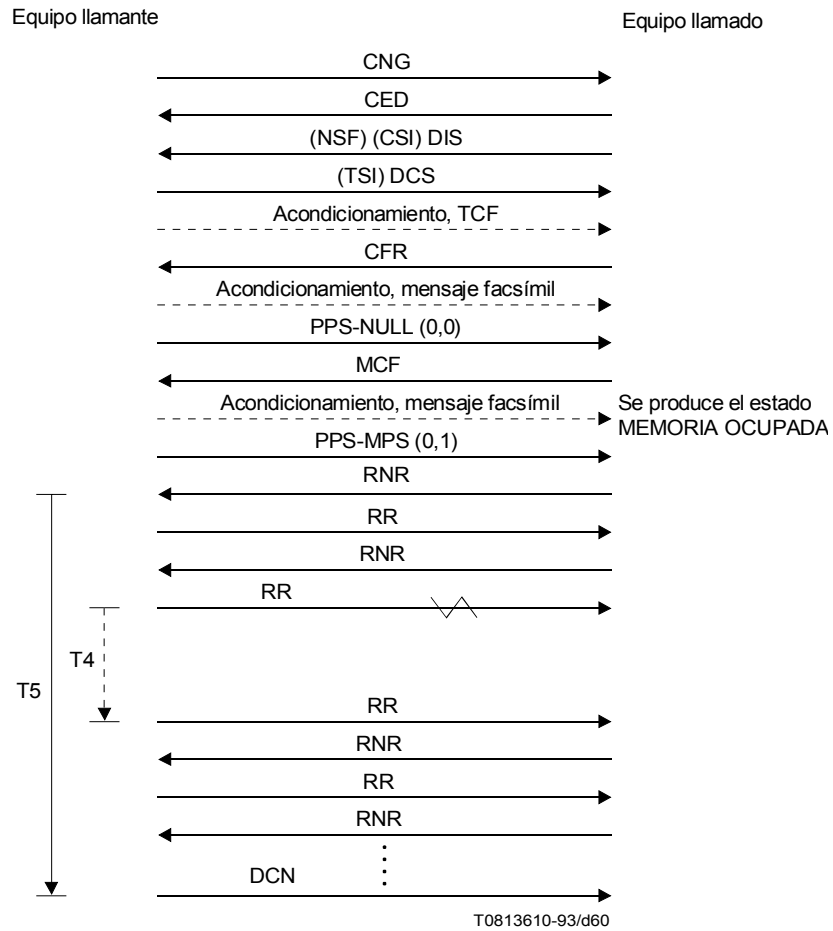 Equipo llamante
Equipo llamado
CNG
CED
(NSF) (CSI) DIS
(TSI) DCS
Acondicionamiento, TCF
CFR
Acondicionamiento, mensaje facsímil
PPS-NULL (0,0)
MCF
Acondicionamiento, mensaje facsímil
Se produce el estado
MEMORIA OCUPADA
PPS-MPS (0,1)
RNR
RR
RNR
RR
T4
T5
RR
RNR
RR
RNR
DCN
T0813610-93/d60